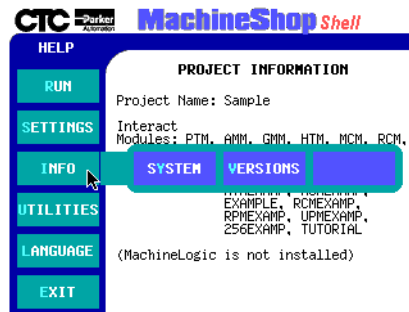 CTC Parker Automation MachineShop Shell
HELP
RUN
SETTINGS
INFO
UTILITIES
LANGUAGE
EXIT
PROJECT INFORMATION
Project Name: Sample
Interact
Modules: PTM, AMM, GMM, HTM, MCM, RCM,
SYSTEM VERSIONS
EXAMPLE, RCMEXAMP,
RPMEXAMP, UPMEXAMP,
256EXAMP, TUTORIAL
(MachineLogic is not installed)